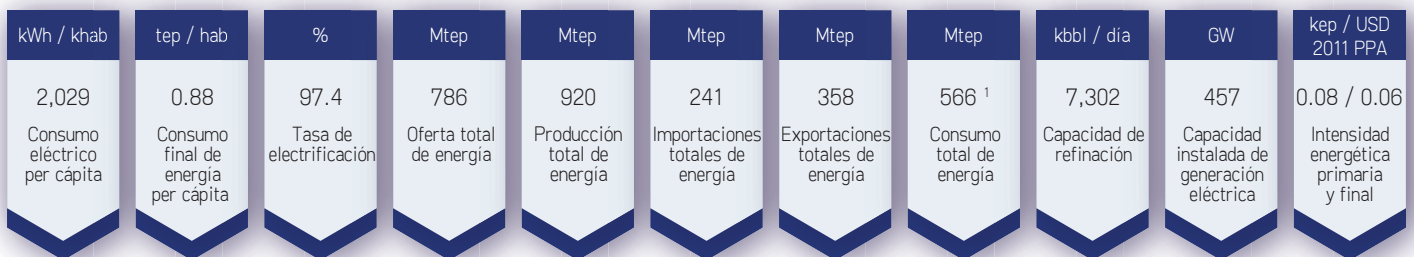 kWh / khab
2,029
Consumo
eléctrico
per cápita
tep / hab
0.88
Consumo
final de
energía
per cápita
%
97.4
Tasa de
electrificación
Mtep
786
Oferta total
de energía
Mtep
920
Producción
total de
energía
Mtep
241
Importaciones
totales de
energía
Mtep
358
Exportaciones
totales de
energía
Mtep
566 ¹
Consumo
total de
energía
kbbl / día
7,302
Capacidad de
refinación
GW
457
Capacidad
instalada de
generación
eléctrica
kep / USD
2011 PPA
0.08 / 0.06
Intensidad
energética
primaria
y final